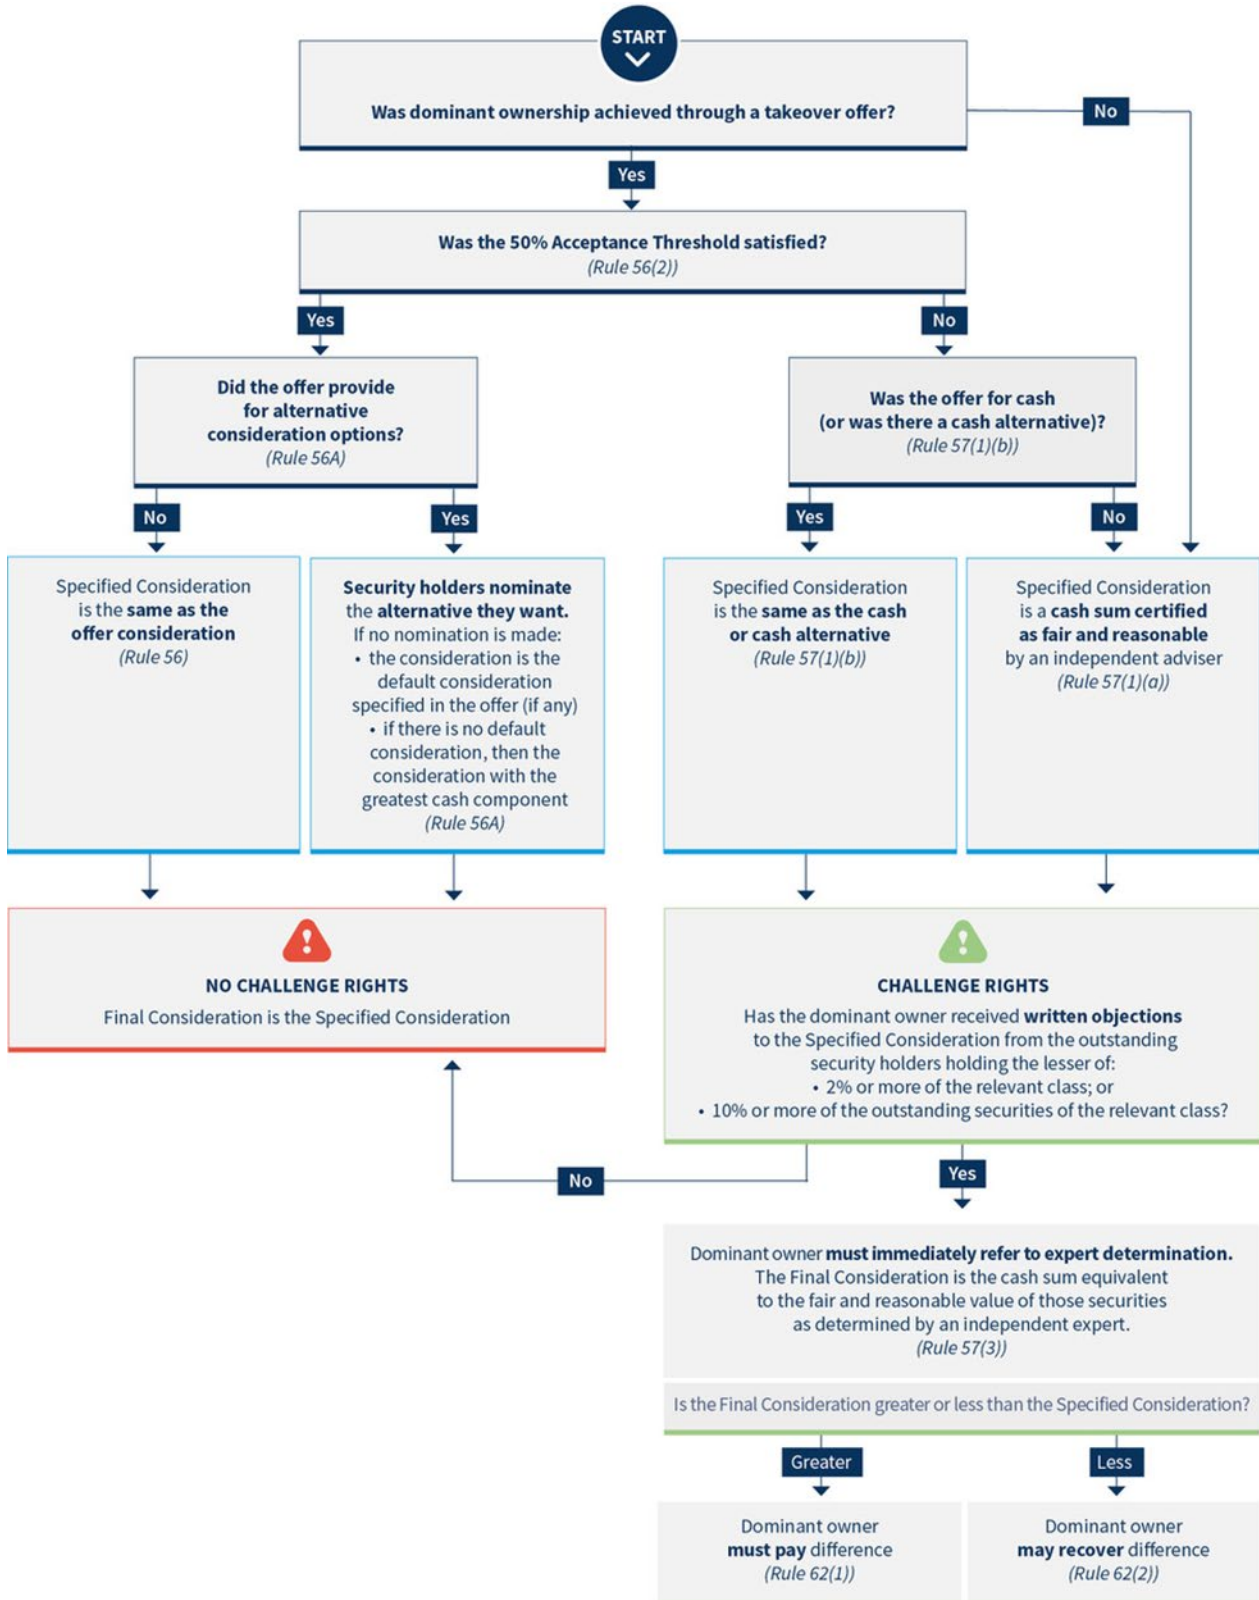 START
Was dominant ownership achieved through a takeover offer?
No
Yes
Was the 50% Acceptance Threshold satisfied?
(Rule 56(2))
Yes
No
Did the offer provide
for alternative
consideration options?
(Rule 56A)
Was the offer for cash
(or was there a cash alternative)?
(Rule 57(1)(b))
No
Yes
Yes
No
Specified Consideration
is the same as the
offer consideration
(Rule 56)
Security holders nominate
the alternative they want.
If no nomination is made:
• the consideration is the
default consideration
specified in the offer (if any)
• if there is no default
consideration, then the
consideration with the
greatest cash component
(Rule 56A)
Specified Consideration
is the same as the cash
or cash alternative
(Rule 57(1)(b))
Specified Consideration
is a cash sum certified
as fair and reasonable
by an independent adviser
(Rule 57(1)(a))
!
NO CHALLENGE RIGHTS
Final Consideration is the Specified Consideration
!
CHALLENGE RIGHTS
Has the dominant owner received written objections
to the Specified Consideration from the outstanding
security holders holding the lesser of:
• 2% or more of the relevant class; or
• 10% or more of the outstanding securities of the relevant class?
No
Yes
Dominant owner must immediately refer to expert determination.
The Final Consideration is the cash sum equivalent
to the fair and reasonable value of those securities
as determined by an independent expert.
(Rule 57(3))
Is the Final Consideration greater or less than the Specified Consideration?
Greater
Less
Dominant owner
must pay difference
(Rule 62(1))
Dominant owner
may recover difference
(Rule 62(2))